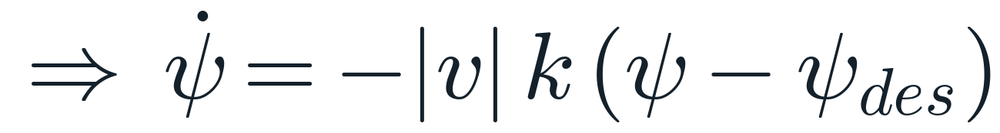 ⇒ ψ̇ = −|v| k (ψ − ψ_des)